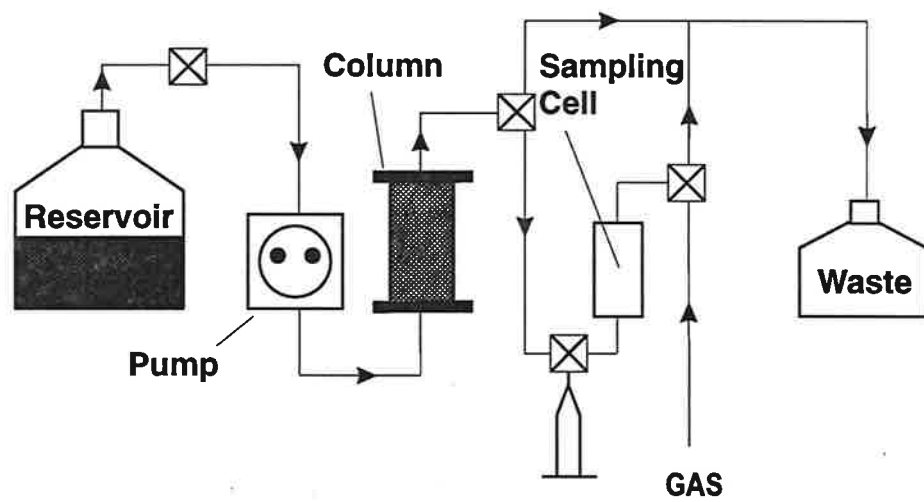 Column
Sampling
Cell
Reservoir
Waste
Pump
GAS